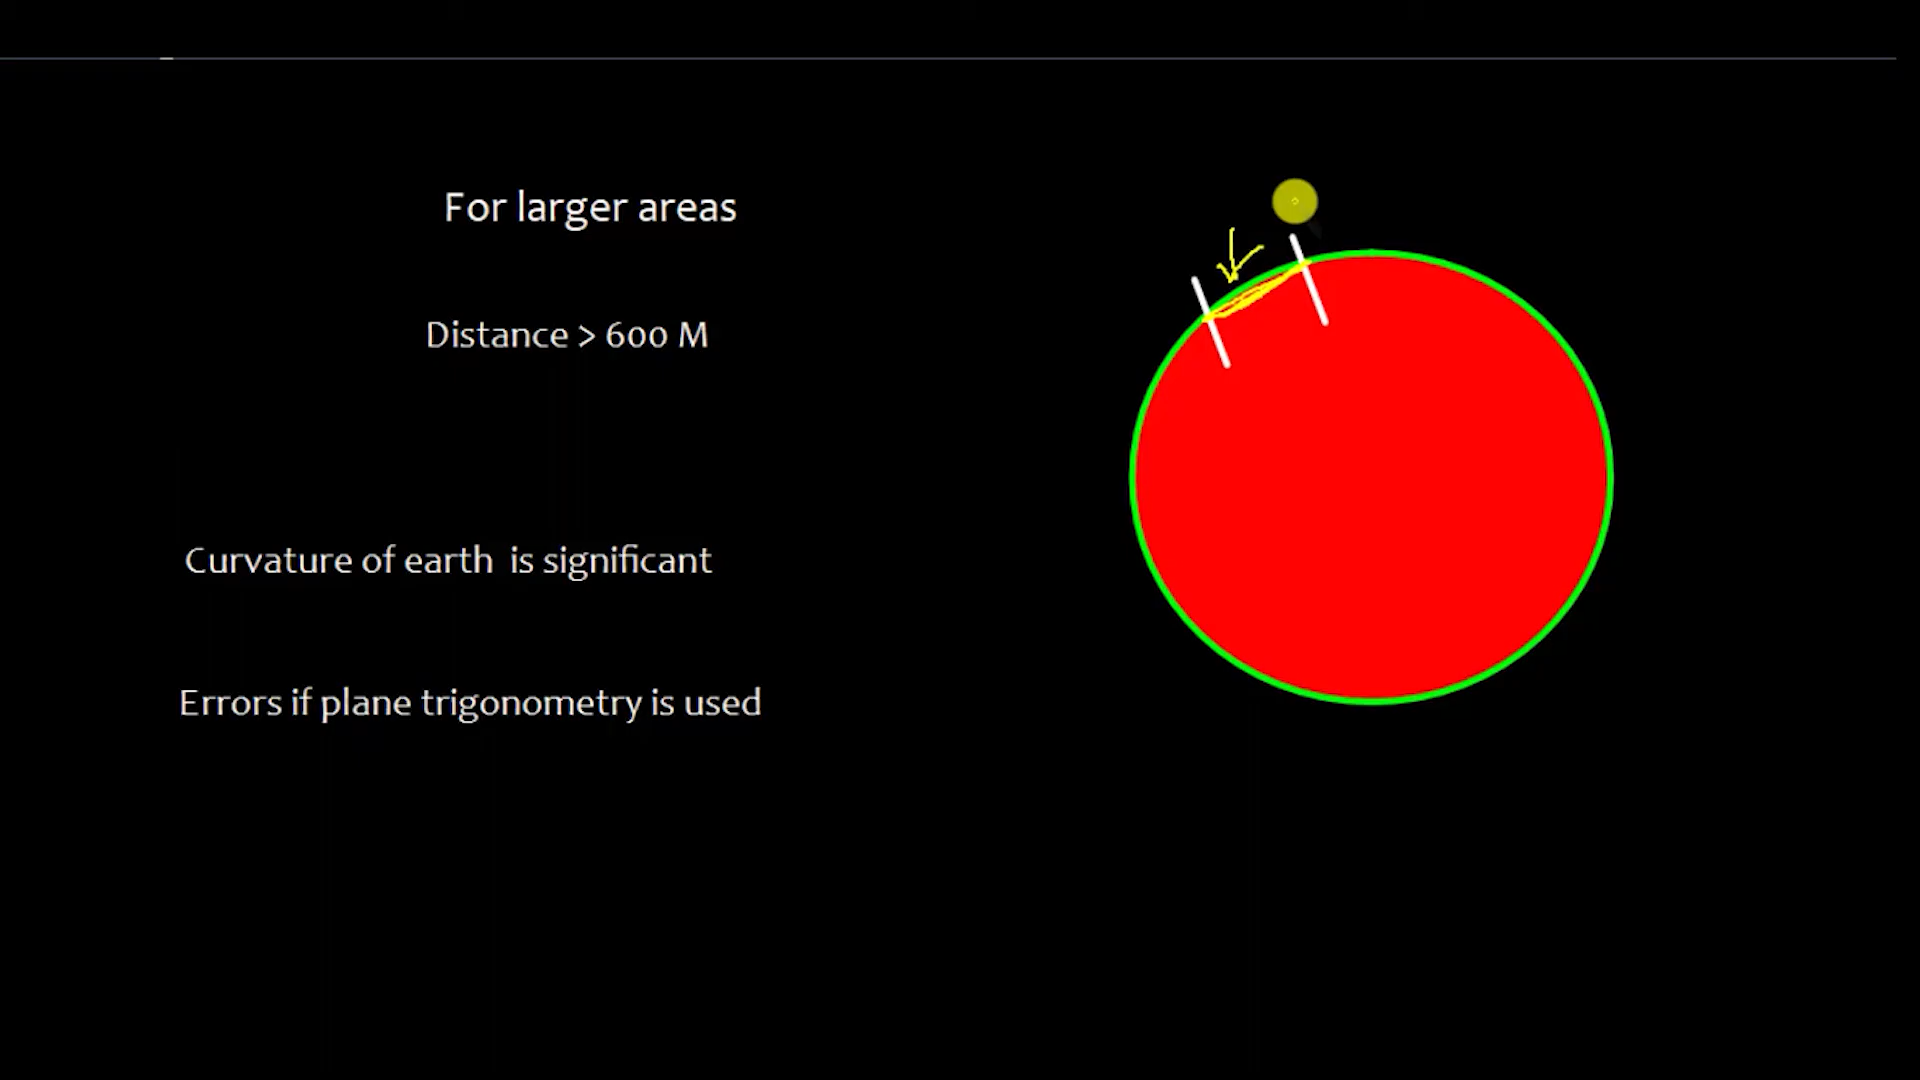 For larger areas
Distance > 600 M
Curvature of earth is significant
Errors if plane trigonometry is used